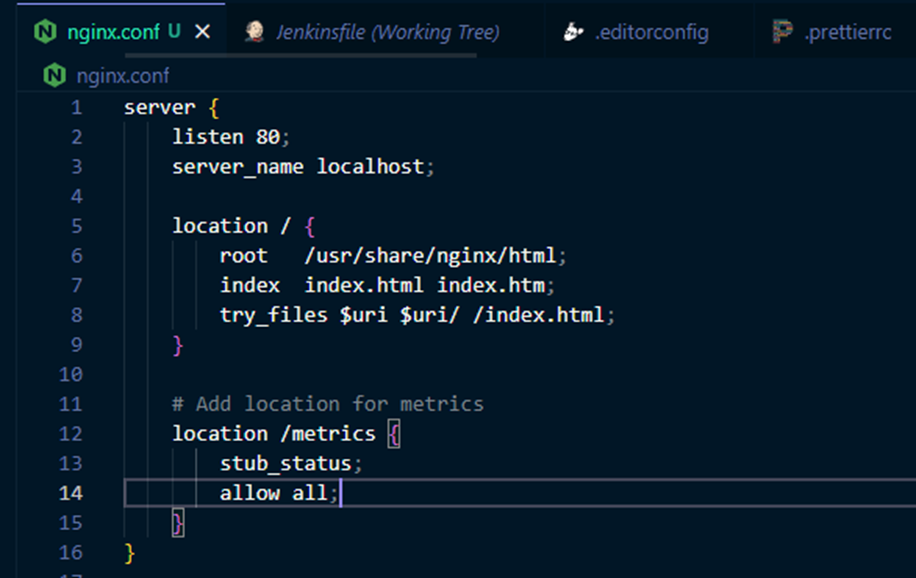 nginx.conf U × Jenkinsfile (Working Tree) .editorconfig .prettierrc
nginx.conf
1 server {
2     listen 80;
3     server_name localhost;
4
5     location / {
6         root   /usr/share/nginx/html;
7         index  index.html index.htm;
8         try_files $uri $uri/ /index.html;
9     }
10
11     # Add location for metrics
12     location /metrics {
13         stub_status;
14         allow all;
15     }
16 }
17